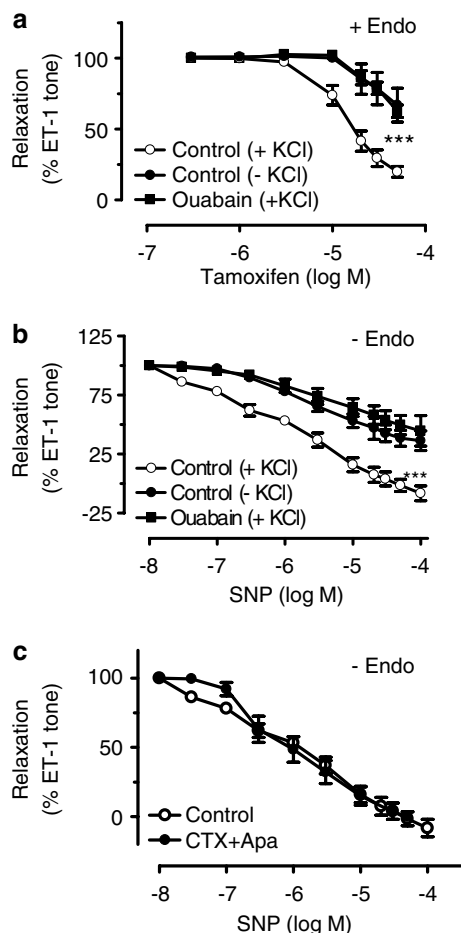 a
+ Endo
Relaxation
(% ET-1 tone)
100
50
0
Control (+ KCl)
Control (- KCl)
Ouabain (+KCl)
***
-7 -6 -5 -4
Tamoxifen (log M)
b
- Endo
Relaxation
(% ET-1 tone)
125
75
25
-25
Control (+ KCl)
Control (- KCl)
Ouabain (+ KCl)
***
-8 -7 -6 -5 -4
SNP (log M)
c
- Endo
Relaxation
(% ET-1 tone)
100
50
0
Control
CTX+Apa
-8 -7 -6 -5 -4
SNP (log M)